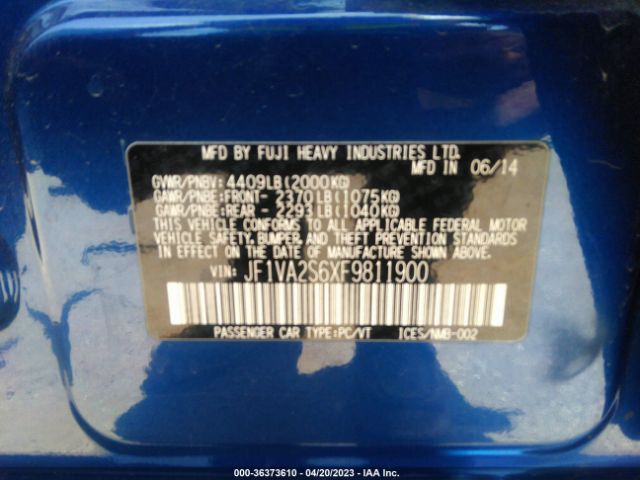 MFD BY FUJI HEAVY INDUSTRIES LTD.
MFD IN 06/14
GVWR/PNBV: 4409LB(2000KG)
GAWR/PNBE:FRONT- 2370LB(1075KG)
GAWR/PNBE:REAR - 2293LB(1040KG)
THIS VEHICLE CONFORMS TO ALL APPLICABLE FEDERAL MOTOR
VEHICLE SAFETY, BUMPER, AND THEFT PREVENTION STANDARDS
IN EFFECT ON THE DATE OF MANUFACTURE SHOWN ABOVE.
VIN: JF1VA2S6XF9811900
PASSENGER CAR TYPE:PC/VT ICES/NMB-002
000-36373610 - 04/20/2023 - IAA Inc.